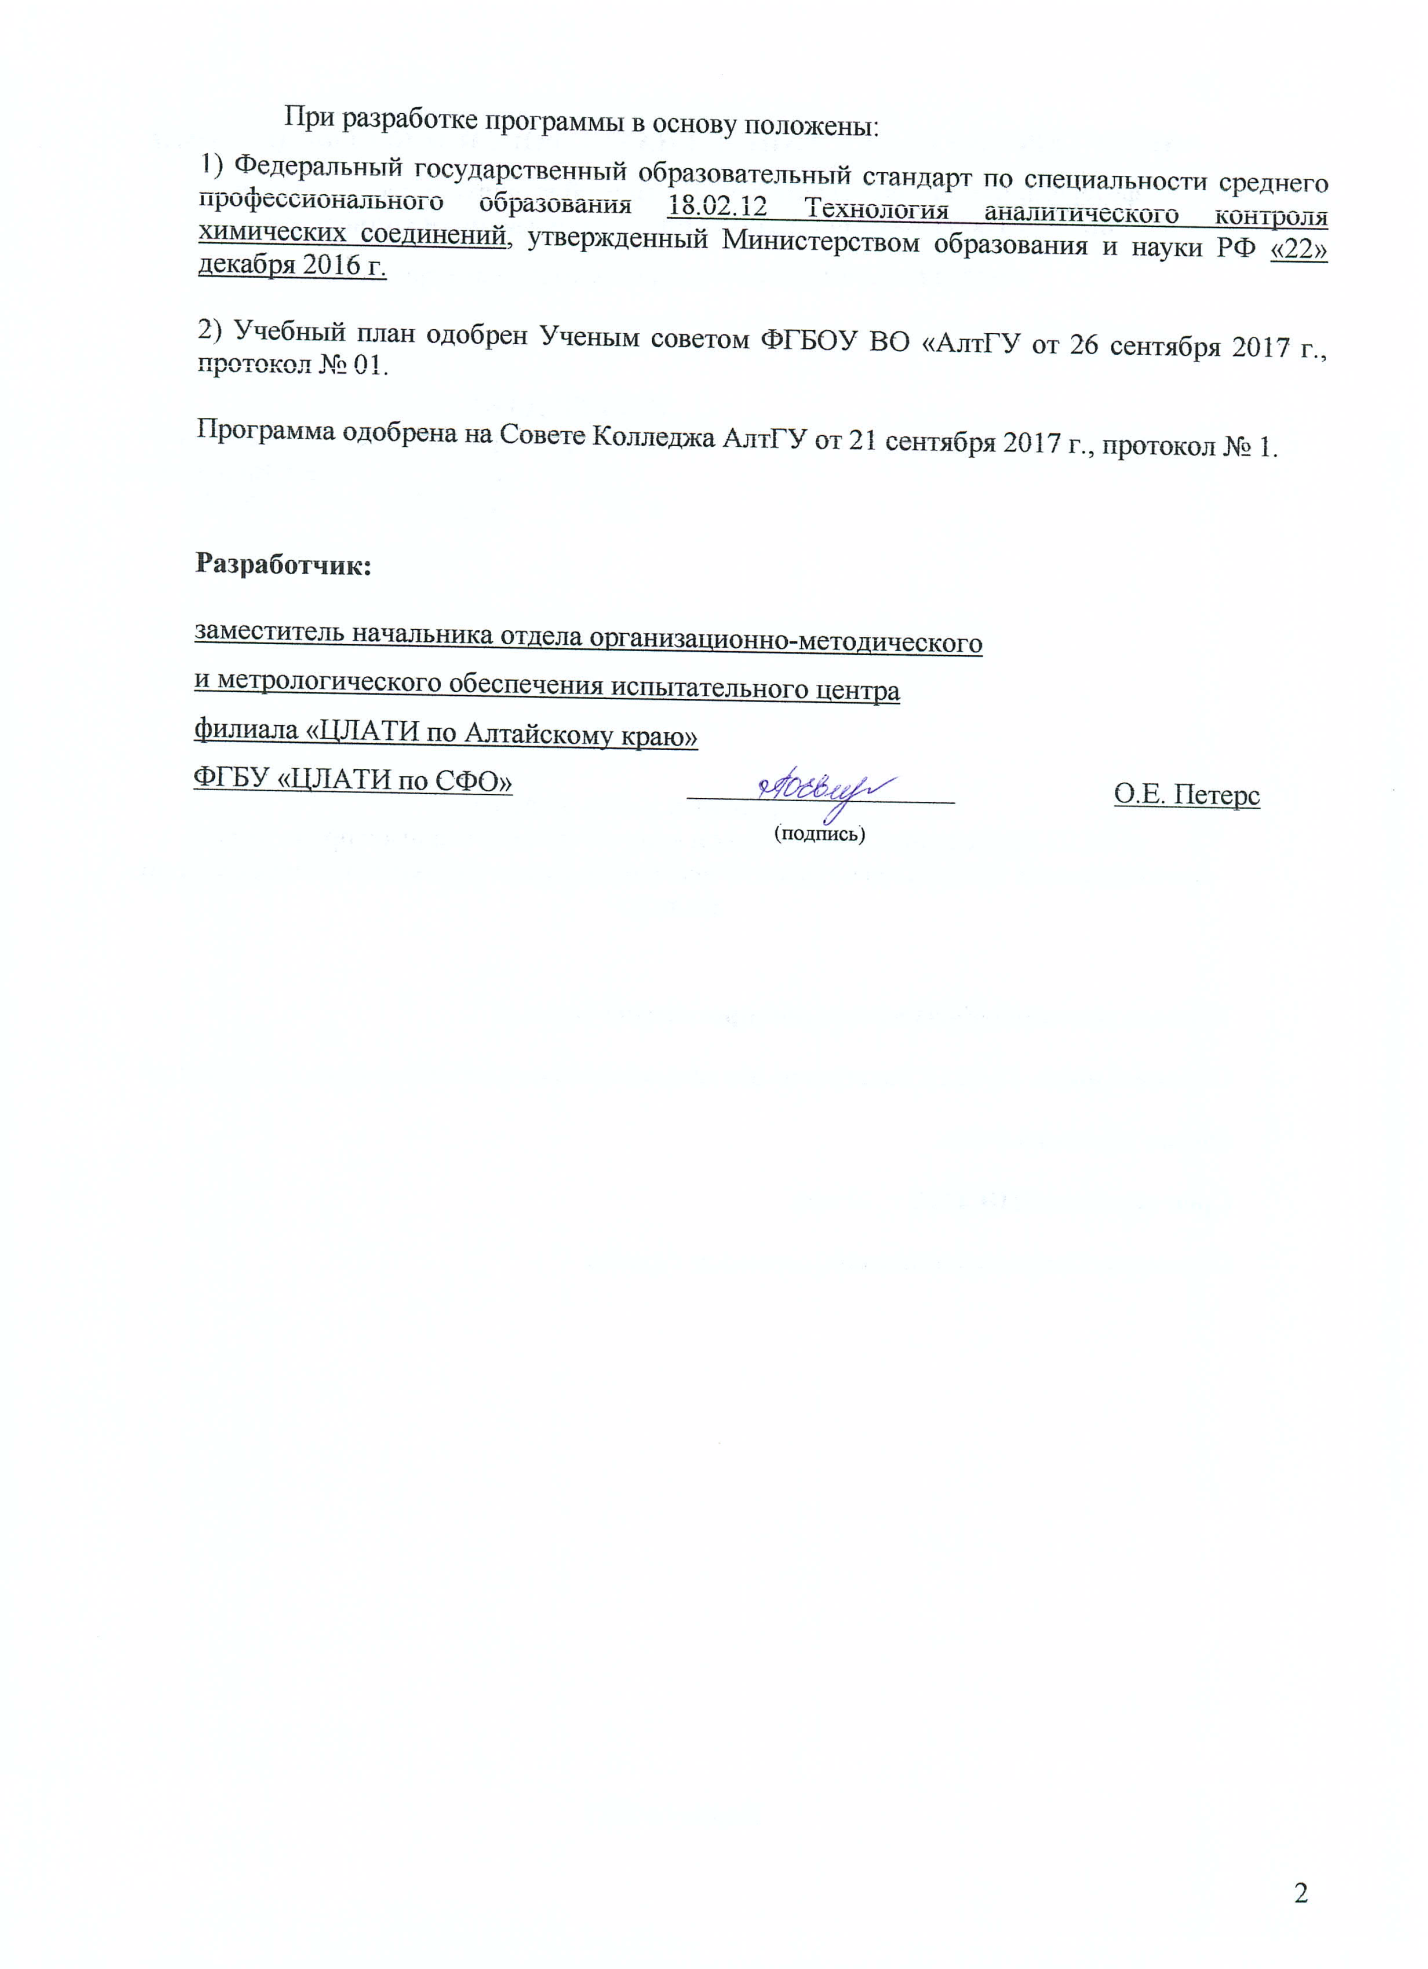 При разработке программы в основу положены:
1) Федеральный государственный образовательный стандарт по специальности среднего
профессионального образования 18.02.12 Технология аналитического контроля
химических соединений, утвержденный Министерством образования и науки РФ «22»
декабря 2016 г.
2) Учебный план одобрен Ученым советом ФГБОУ ВО «АлтГУ от 26 сентября 2017 г.,
протокол № 01.
Программа одобрена на Совете Колледжа АлтГУ от 21 сентября 2017 г., протокол № 1.
Разработчик:
заместитель начальника отдела организационно-методического
и метрологического обеспечения испытательного центра
филиала «ЦЛАТИ по Алтайскому краю»
ФГБУ «ЦЛАТИ по СФО» О.Е. Петерс
(подпись)
2